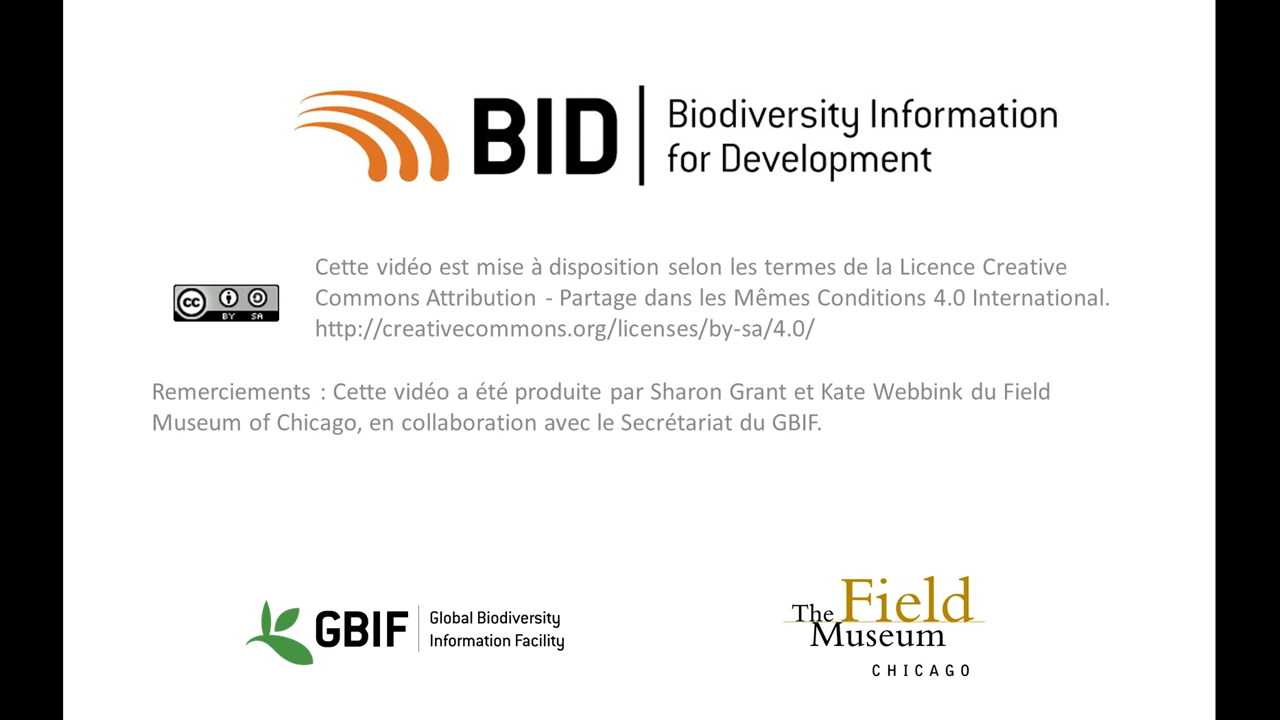 BID
Biodiversity Information
for Development
Cette vidéo est mise à disposition selon les termes de la Licence Creative
Commons Attribution - Partage dans les Mêmes Conditions 4.0 International.
http://creativecommons.org/licenses/by-sa/4.0/
cc
BY SA
Remerciements : Cette vidéo a été produite par Sharon Grant et Kate Webbink du Field
Museum of Chicago, en collaboration avec le Secrétariat du GBIF.
GBIF
Global Biodiversity
Information Facility
The Field
Museum
CHICAGO